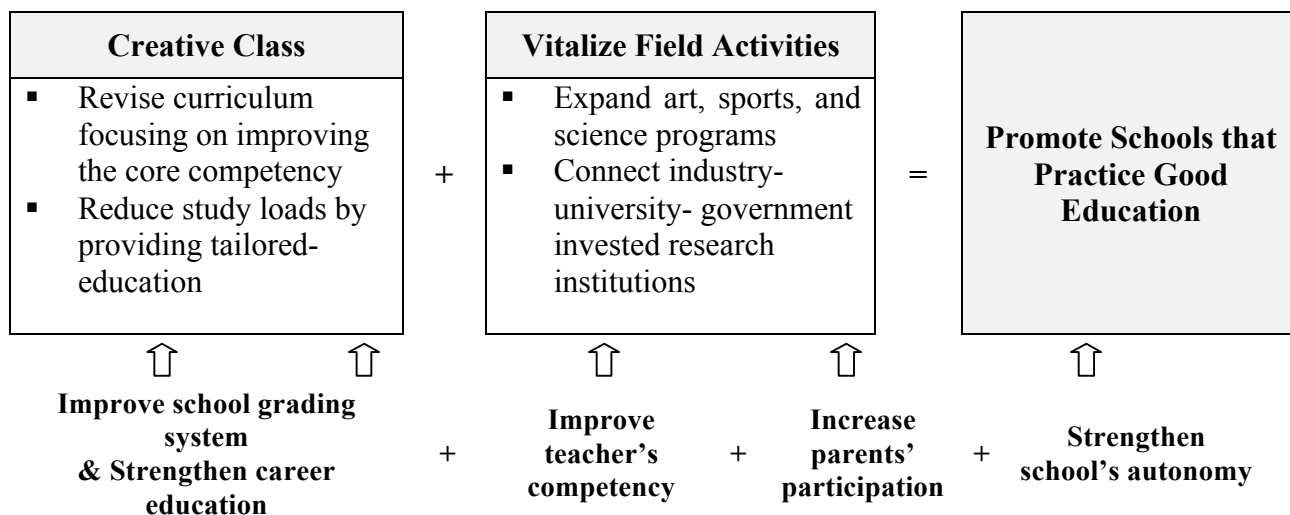 Creative Class
▪ Revise curriculum
focusing on improving
the core competency
▪ Reduce study loads by
providing tailored-
education
+
Vitalize Field Activities
▪ Expand art, sports, and
science programs
▪ Connect industry-
university- government
invested research
institutions
=
Promote Schools that
Practice Good
Education
Improve school grading
system
& Strengthen career
education
+
Improve
teacher’s
competency
+
Increase
parents’
participation
+
Strengthen
school’s autonomy